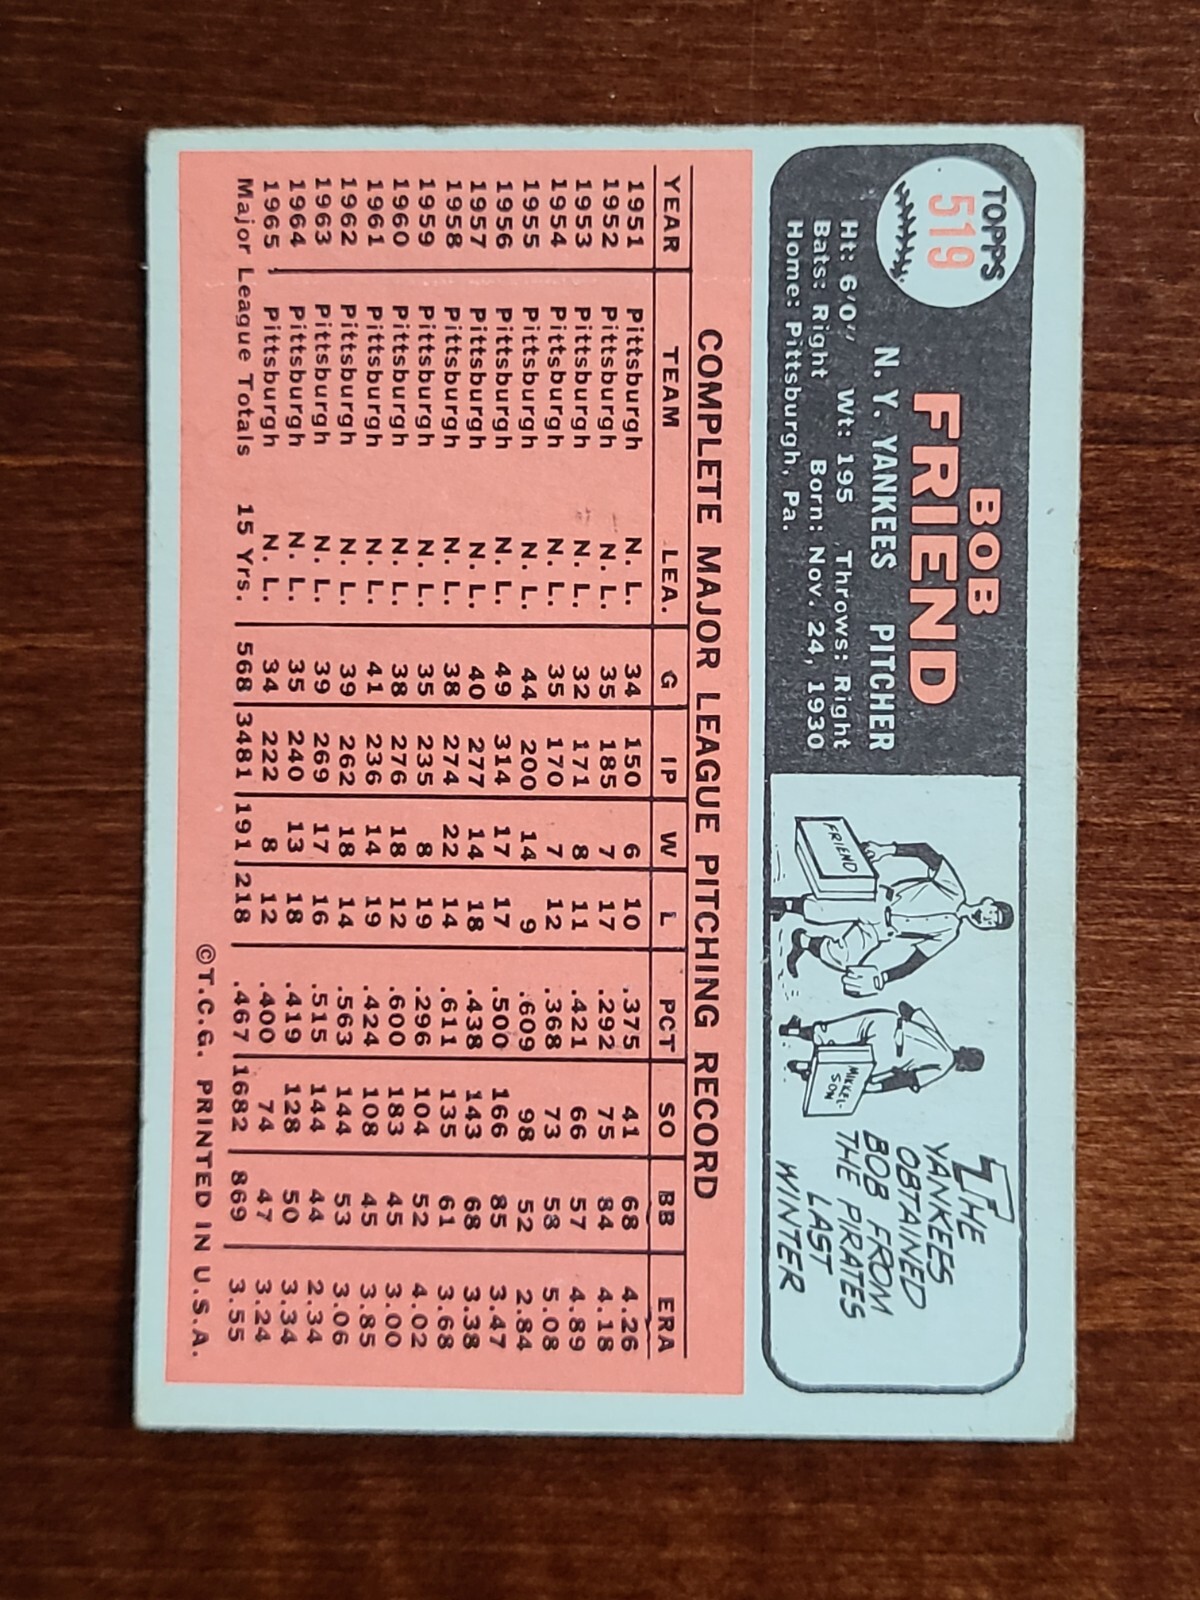 TOPPS
519
BOB
FRIEND
N. Y. YANKEES PITCHER
Ht: 6'0" Wt: 195 Throws: Right
Bats: Right Born: Nov. 24, 1930
Home: Pittsburgh, Pa.
FRIEND
MIKKEL-
SON
THE
YANKEES
OBTAINED
BOB FROM
THE PIRATES
LAST
WINTER
COMPLETE MAJOR LEAGUE PITCHING RECORD
YEAR TEAM LEA. G IP W L PCT SO BB ERA
1951 Pittsburgh N. L. 34 150 6 10 .375 41 68 4.26
1952 Pittsburgh N. L. 35 185 7 17 .292 75 84 4.18
1953 Pittsburgh N. L. 32 171 8 11 .421 66 57 4.89
1954 Pittsburgh N. L. 35 170 7 12 .368 73 58 5.08
1955 Pittsburgh N. L. 44 200 14 9 .609 98 52 2.84
1956 Pittsburgh N. L. 49 314 17 17 .500 166 85 3.47
1957 Pittsburgh N. L. 40 277 14 18 .438 143 68 3.38
1958 Pittsburgh N. L. 38 274 22 14 .611 135 61 3.68
1959 Pittsburgh N. L. 35 235 8 19 .296 104 52 4.02
1960 Pittsburgh N. L. 38 276 18 12 .600 183 45 3.00
1961 Pittsburgh N. L. 41 236 14 19 .424 108 45 3.85
1962 Pittsburgh N. L. 39 262 18 14 .563 144 53 3.06
1963 Pittsburgh N. L. 39 269 17 16 .515 144 44 2.34
1964 Pittsburgh N. L. 35 240 13 18 .419 128 50 3.34
1965 Pittsburgh N. L. 34 222 8 12 .400 74 47 3.24
Major League Totals 15 Yrs. 568 3481 191 218 .467 1682 869 3.55
©T.C.G. PRINTED IN U.S.A.